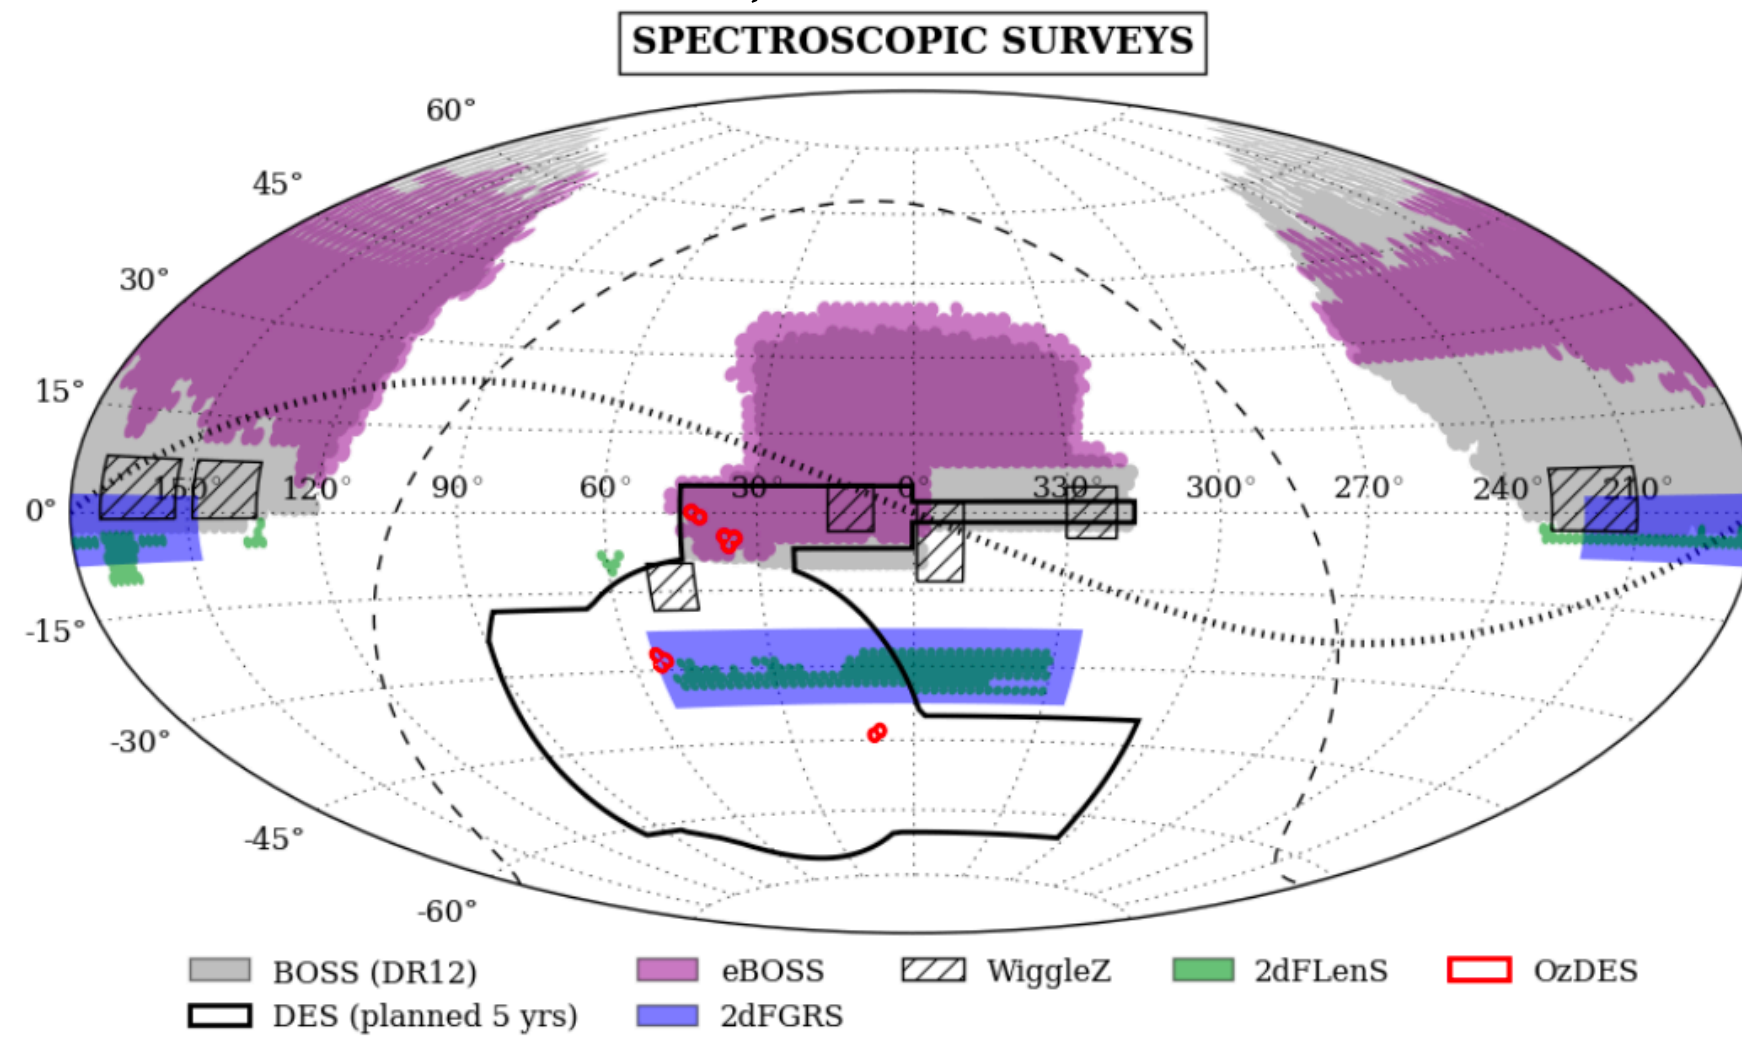 SPECTROSCOPIC SURVEYS
60°
45°
30°
15°
0°
150° 120° 90° 60° 30° 0° 330° 300° 270° 240° 210°
-15°
-30°
-45°
-60°
BOSS (DR12) eBOSS WiggleZ 2dFLenS OzDES
DES (planned 5 yrs) 2dFGRS